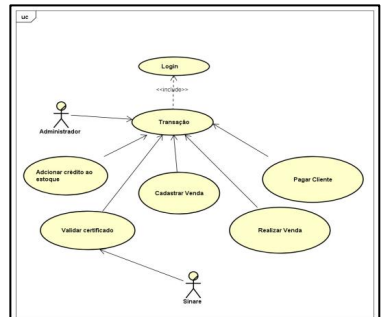 uc
Login
<<include>>
Transação
Administrador
Adcionar crédito ao
estoque
Cadastrar Venda
Pagar Cliente
Validar certificado
Realizar Venda
Sinare